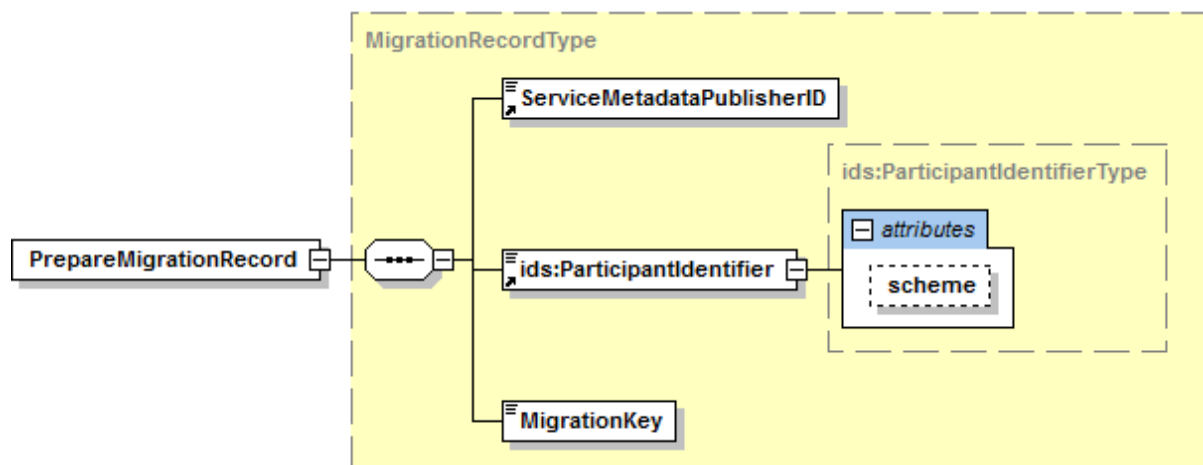 MigrationRecordType
ServiceMetadataPublisherID
ids:ParticipantIdentifierType
attributes
PrepareMigrationRecord
ids:ParticipantIdentifier
scheme
MigrationKey